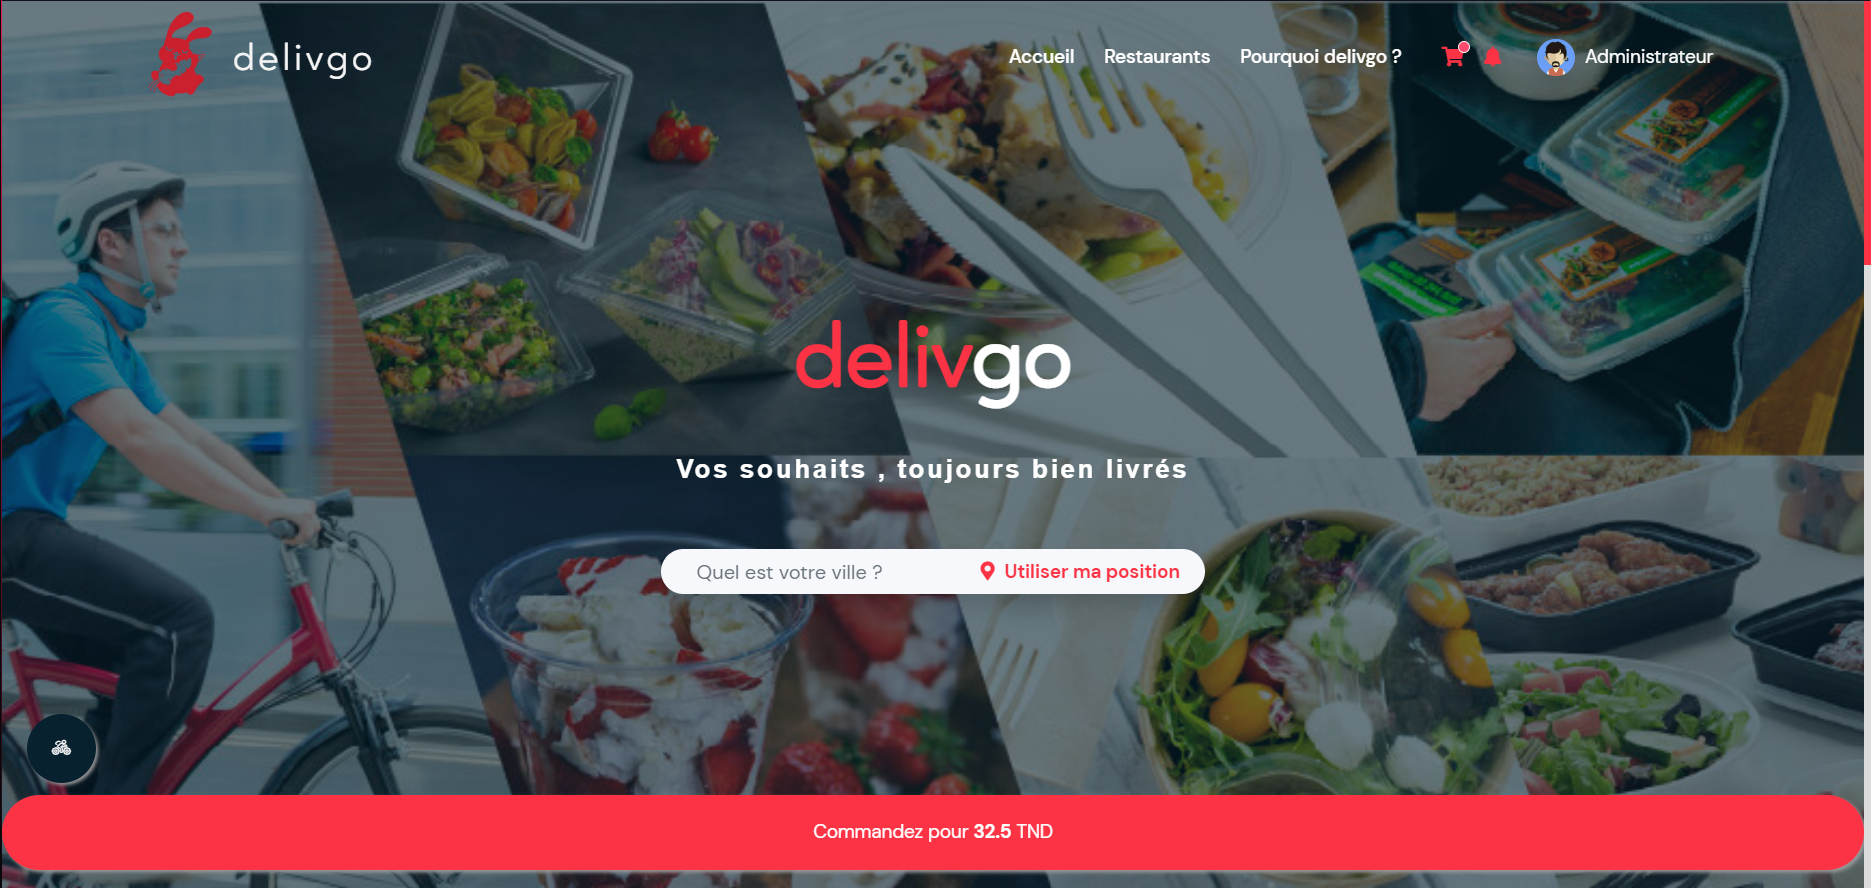 delivgo
Accueil Restaurants Pourquoi delivgo ? Administrateur
delivgo
Vos souhaits , toujours bien livrés
Quel est votre ville ? Utiliser ma position
Commandez pour 32.5 TND